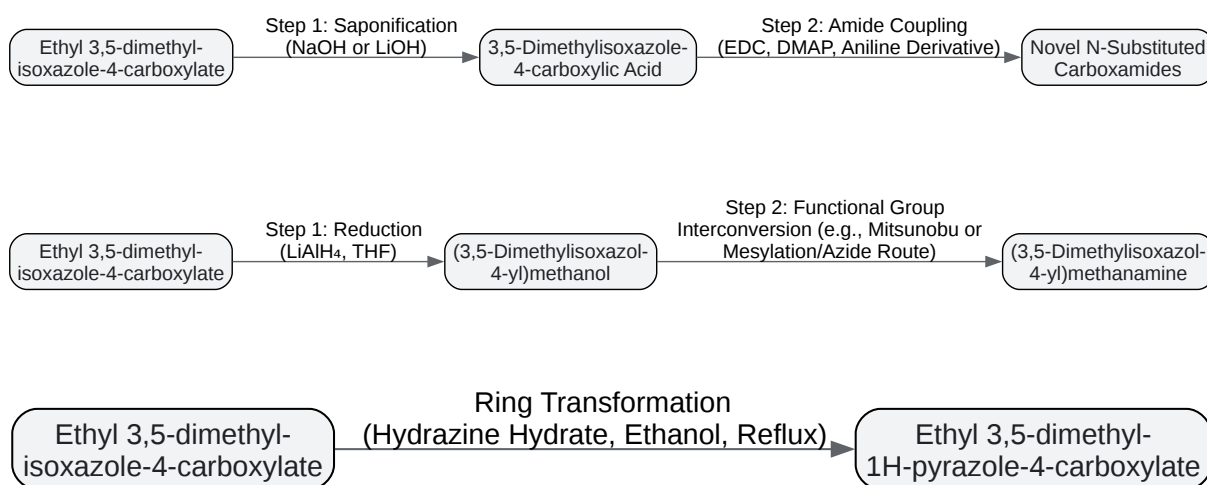 Ethyl 3,5-dimethyl-
isoxazole-4-carboxylate
Step 1: Saponification
(NaOH or LiOH)
3,5-Dimethylisoxazole-
4-carboxylic Acid
Step 2: Amide Coupling
(EDC, DMAP, Aniline Derivative)
Novel N-Substituted
Carboxamides
Ethyl 3,5-dimethyl-
isoxazole-4-carboxylate
Step 1: Reduction
(LiAlH₄, THF)
(3,5-Dimethylisoxazol-
4-yl)methanol
Step 2: Functional Group
Interconversion (e.g., Mitsunobu or
Mesylation/Azide Route)
(3,5-Dimethylisoxazol-
4-yl)methanamine
Ethyl 3,5-dimethyl-
isoxazole-4-carboxylate
Ring Transformation
(Hydrazine Hydrate, Ethanol, Reflux)
Ethyl 3,5-dimethyl-
1H-pyrazole-4-carboxylate